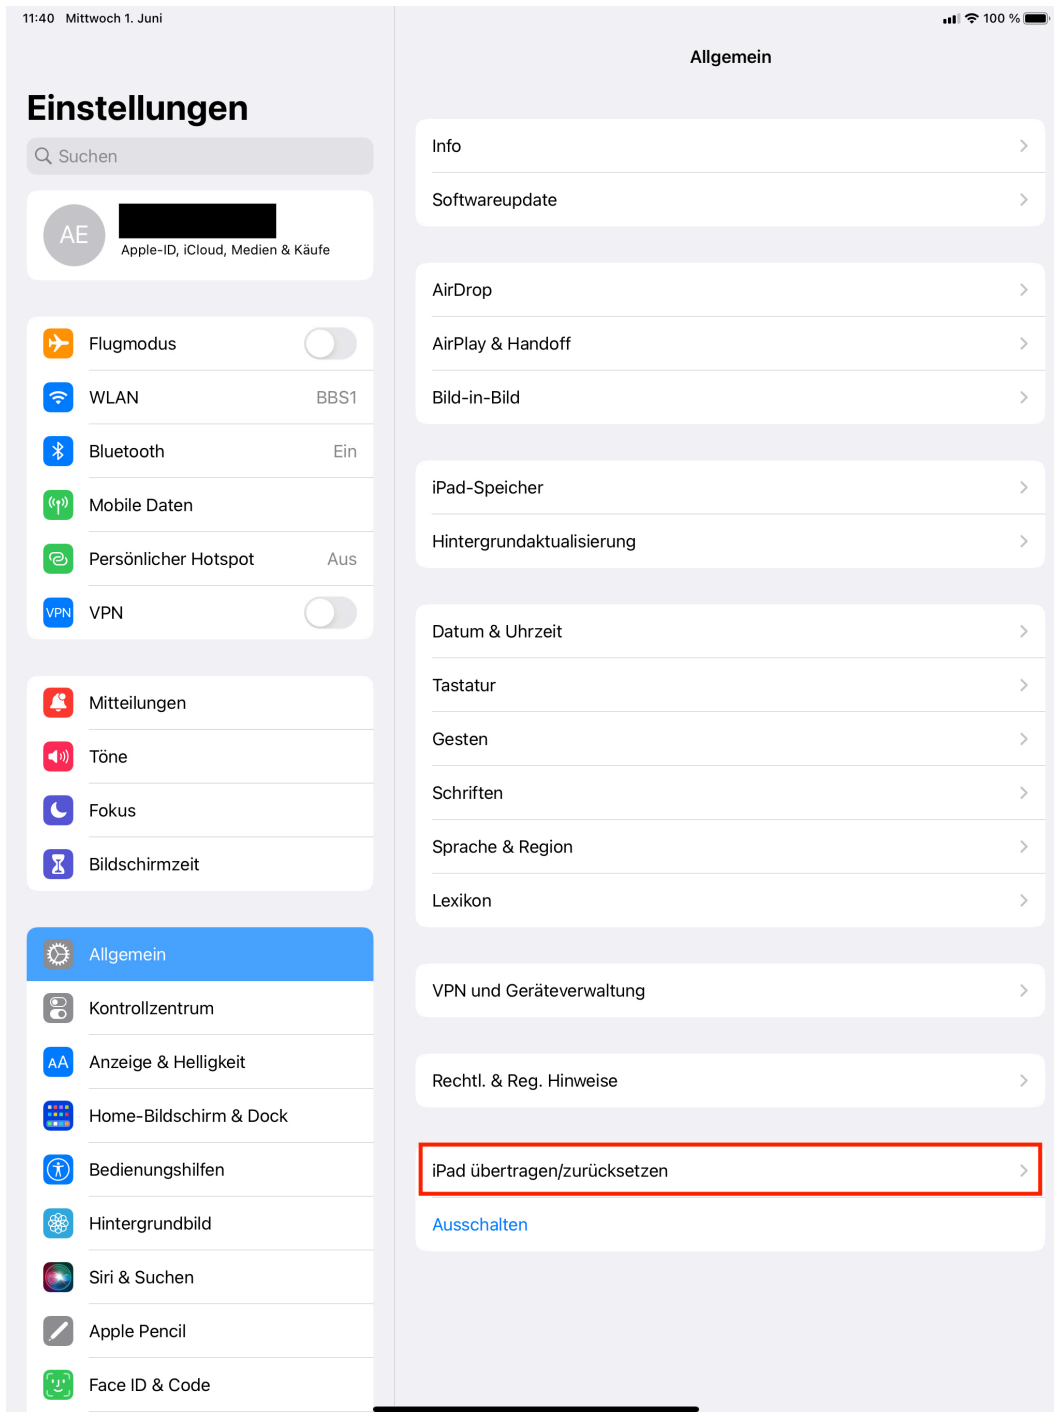 11:40 Mittwoch 1. Juni
100 %
Einstellungen
Suchen
AE
Apple-ID, iCloud, Medien & Käufe
Flugmodus
WLAN BBS1
Bluetooth Ein
Mobile Daten
Persönlicher Hotspot Aus
VPN VPN
Mitteilungen
Töne
Fokus
Bildschirmzeit
Allgemein
Kontrollzentrum
AA Anzeige & Helligkeit
Home-Bildschirm & Dock
Bedienungshilfen
Hintergrundbild
Siri & Suchen
Apple Pencil
Face ID & Code
Allgemein
Info
Softwareupdate
AirDrop
AirPlay & Handoff
Bild-in-Bild
iPad-Speicher
Hintergrundaktualisierung
Datum & Uhrzeit
Tastatur
Gesten
Schriften
Sprache & Region
Lexikon
VPN und Geräteverwaltung
Rechtl. & Reg. Hinweise
iPad übertragen/zurücksetzen
Ausschalten